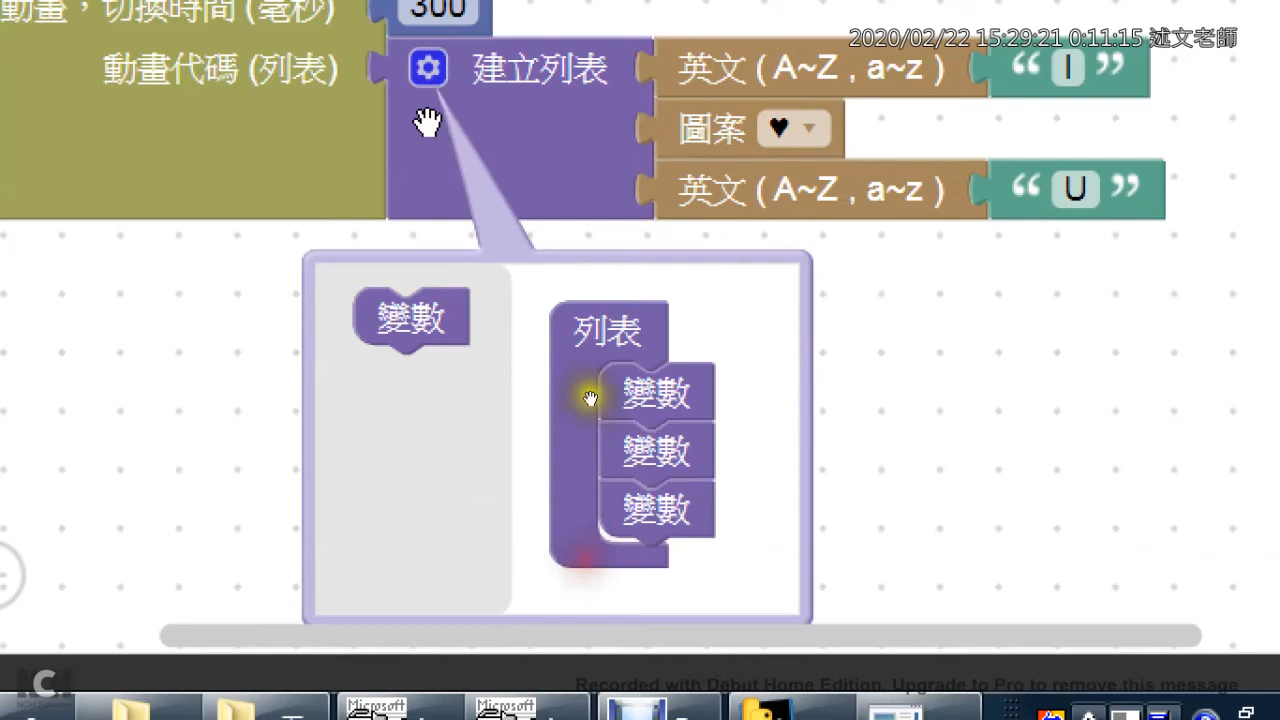 動畫，切換時間 (毫秒) 300
2020/02/22 15:29:21 0:11:15 述文老師
動畫代碼 (列表) 建立列表 英文 ( A~Z , a~z ) “ I ”
圖案 ♥
英文 ( A~Z , a~z ) “ U ”
變數
列表
變數
變數
變數
Recorded with Debut Home Edition. Upgrade to Pro to remove this message
Microsoft
Microsoft